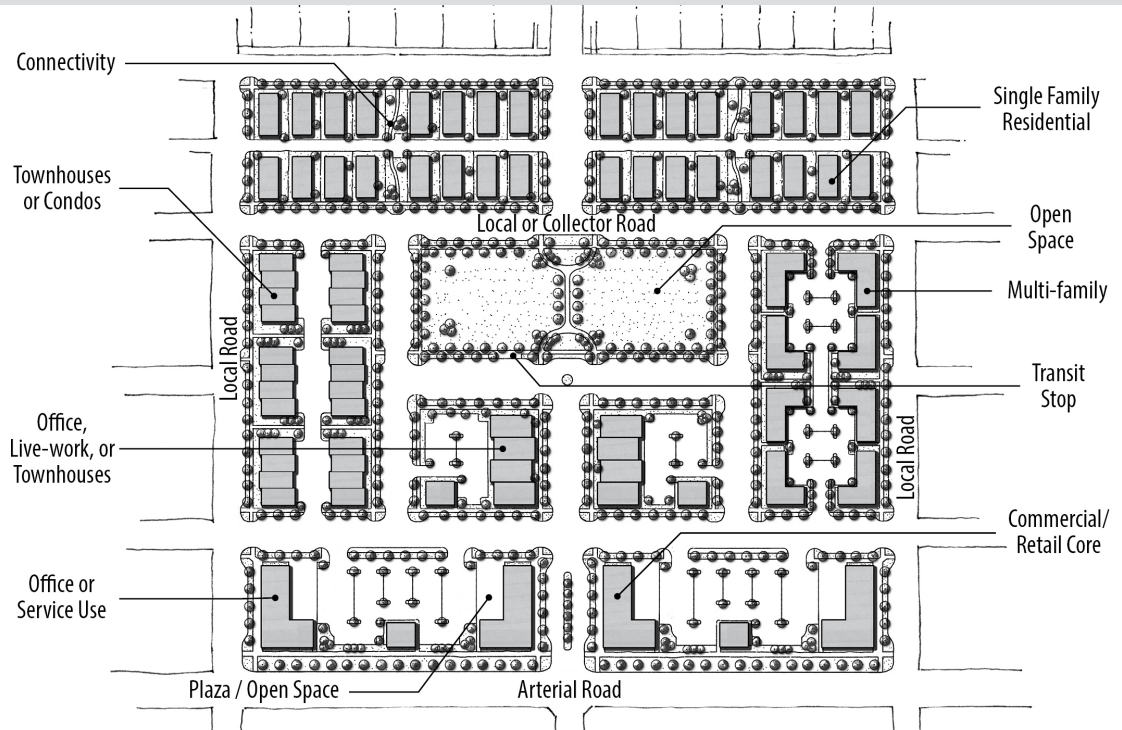 Connectivity
Single Family
Residential
Townhouses
or Condos
Local or Collector Road
Open
Space
Multi-family
Local Road
Transit
Stop
Office,
Live-work, or
Townhouses
Local Road
Commercial/
Retail Core
Office or
Service Use
Plaza / Open Space
Arterial Road